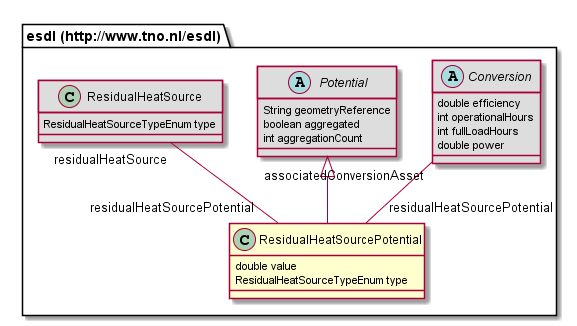 esdl (http://www.tno.nl/esdl)
C ResidualHeatSource
ResidualHeatSourceTypeEnum type
A Potential
String geometryReference
boolean aggregated
int aggregationCount
A Conversion
double efficiency
int operationalHours
int fullLoadHours
double power
residualHeatSource
associatedConversionAsset
residualHeatSourcePotential
residualHeatSourcePotential
C ResidualHeatSourcePotential
double value
ResidualHeatSourceTypeEnum type